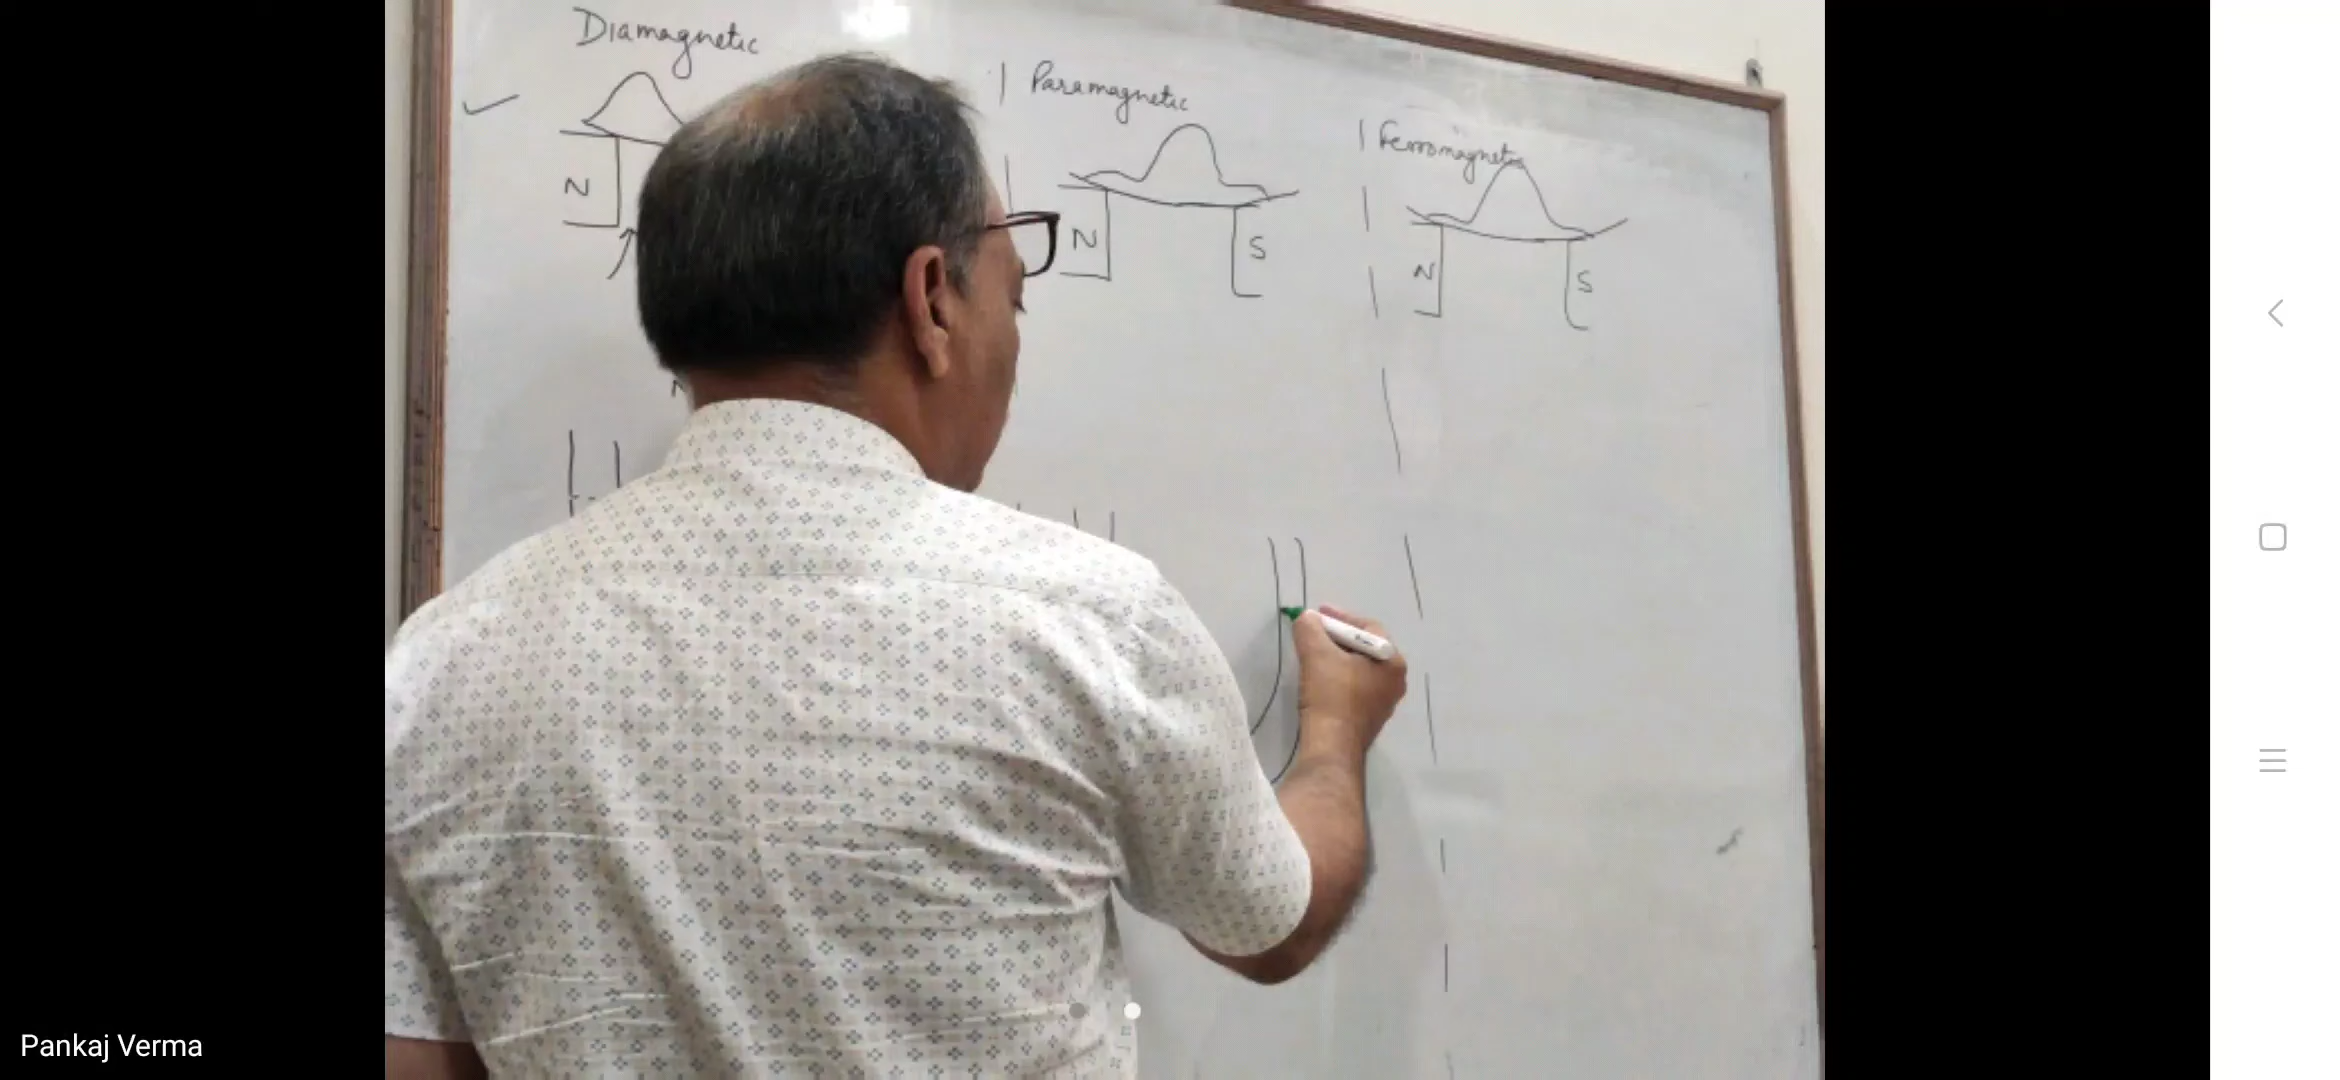 Diamagnetic
Paramagnetic
Ferromagnetic
N
N
S
N
S
Pankaj Verma